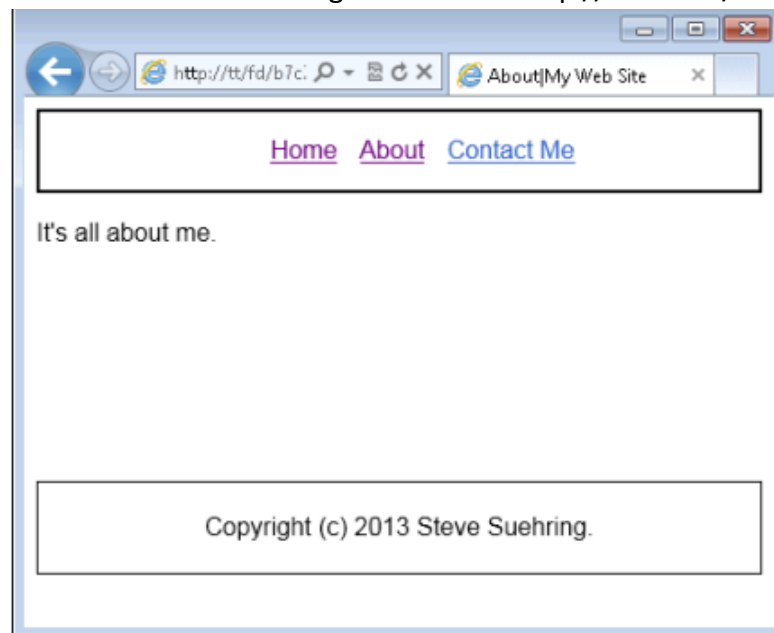 http://tt/fd/b7c
About|My Web Site
Home About Contact Me
It's all about me.
Copyright (c) 2013 Steve Suehring.